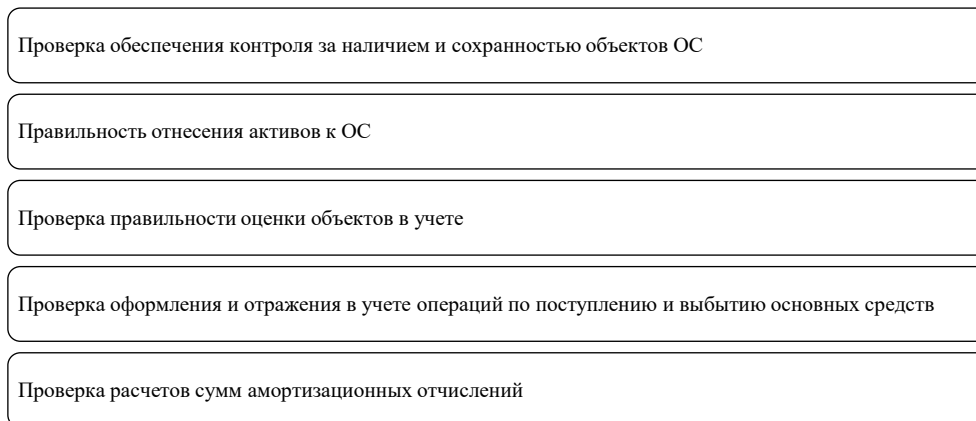 Проверка обеспечения контроля за наличием и сохранностью объектов ОС
Правильность отнесения активов к ОС
Проверка правильности оценки объектов в учете
Проверка оформления и отражения в учете операций по поступлению и выбытию основных средств
Проверка расчетов сумм амортизационных отчислений